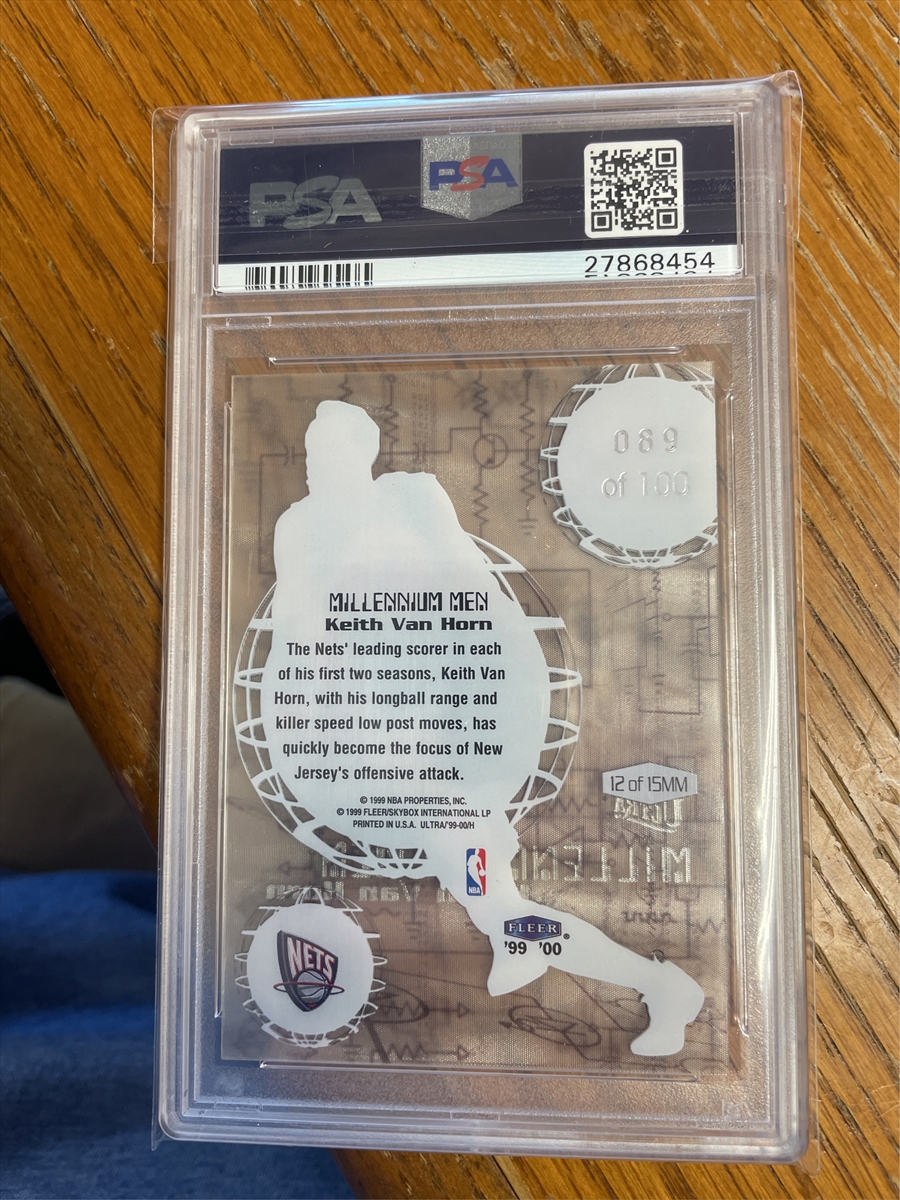 PSA
PSA
27868454
089
of 100
MILLENNIUM MEN
Keith Van Horn
The Nets' leading scorer in each
of his first two seasons, Keith Van
Horn, with his longball range and
killer speed low post moves, has
quickly become the focus of New
Jersey's offensive attack.
© 1999 NBA PROPERTIES, INC.
© 1999 FLEER/SKYBOX INTERNATIONAL LP
PRINTED IN U.S.A. ULTRA/'99-00/H
12 of 15MM
NBA
FLEER®
'99 '00
NETS